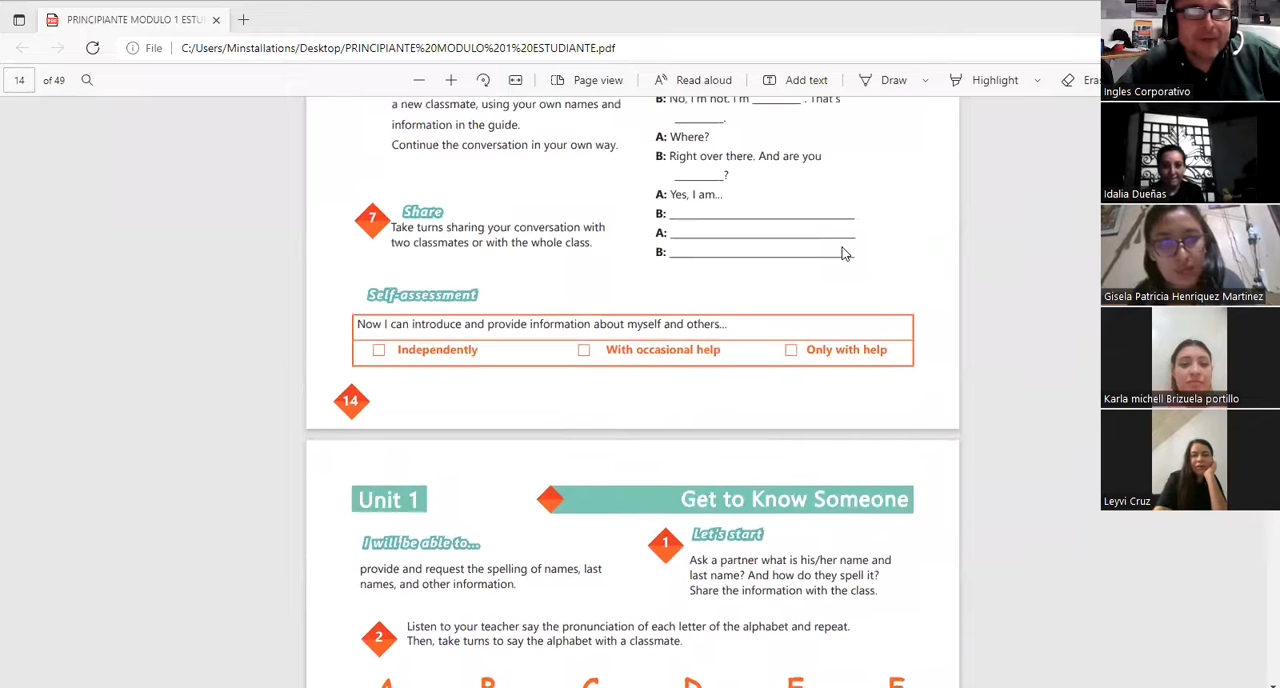 PRINCIPIANTE MODULO 1 ESTU
File
C:/Users/Minstallations/Desktop/PRINCIPIANTE%20MODULO%201%20ESTUDIANTE.pdf
14 of 49
Page view
Read aloud
Add text
Draw
Highlight
Eras
a new classmate, using your own names and
information in the guide.
Continue the conversation in your own way.
7
Share
Take turns sharing your conversation with
two classmates or with the whole class.
B: No, I'm not. I'm ________ . That's
________.
A: Where?
B: Right over there. And are you
________?
A: Yes, I am...
B: ______________________________
A: ______________________________
B: ______________________________
Self-assessment
Now I can introduce and provide information about myself and others...
Independently
With occasional help
Only with help
14
Unit 1
Get to Know Someone
I will be able to...
provide and request the spelling of names, last
names, and other information.
1
Let's start
Ask a partner what is his/her name and
last name? And how do they spell it?
Share the information with the class.
2
Listen to your teacher say the pronunciation of each letter of the alphabet and repeat.
Then, take turns to say the alphabet with a classmate.
A B C D E F
Ingles Corporativo
Idalia Dueñas
Gisela Patricia Henriquez Martinez
Karla michell Brizuela portillo
Leyvi Cruz